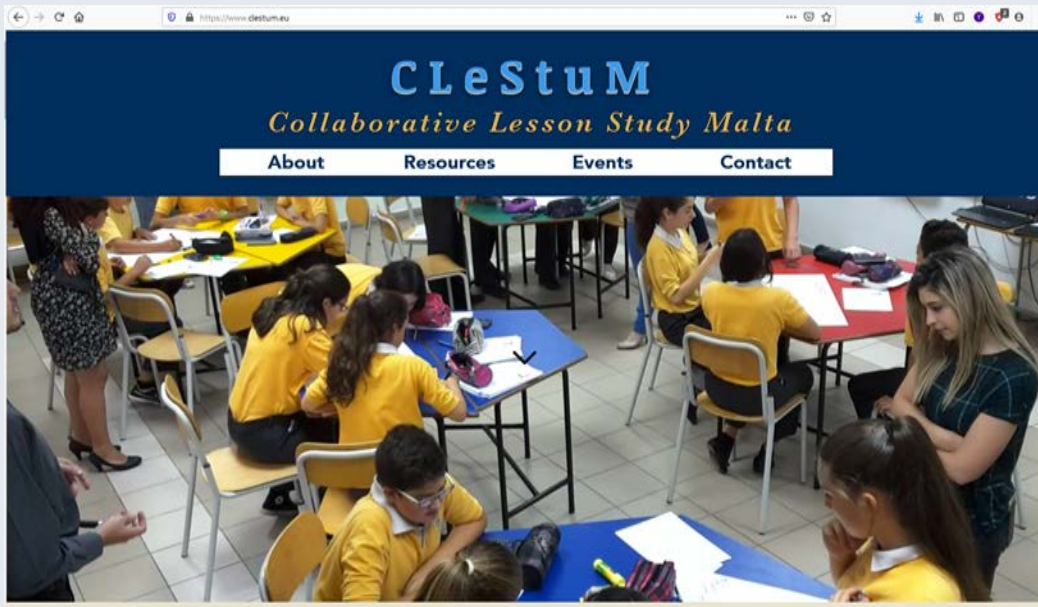 https://www.clestum.eu
CLeStuM
Collaborative Lesson Study Malta
About Resources Events Contact